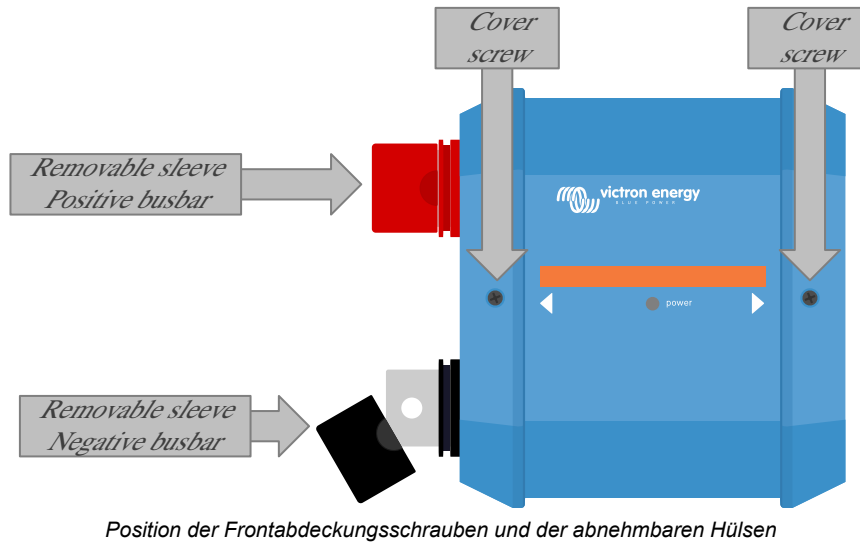 Cover
screw
Cover
screw
Removable sleeve
Positive busbar
victron energy
BLUE POWER
power
Removable sleeve
Negative busbar
Position der Frontabdeckungsschrauben und der abnehmbaren Hülsen